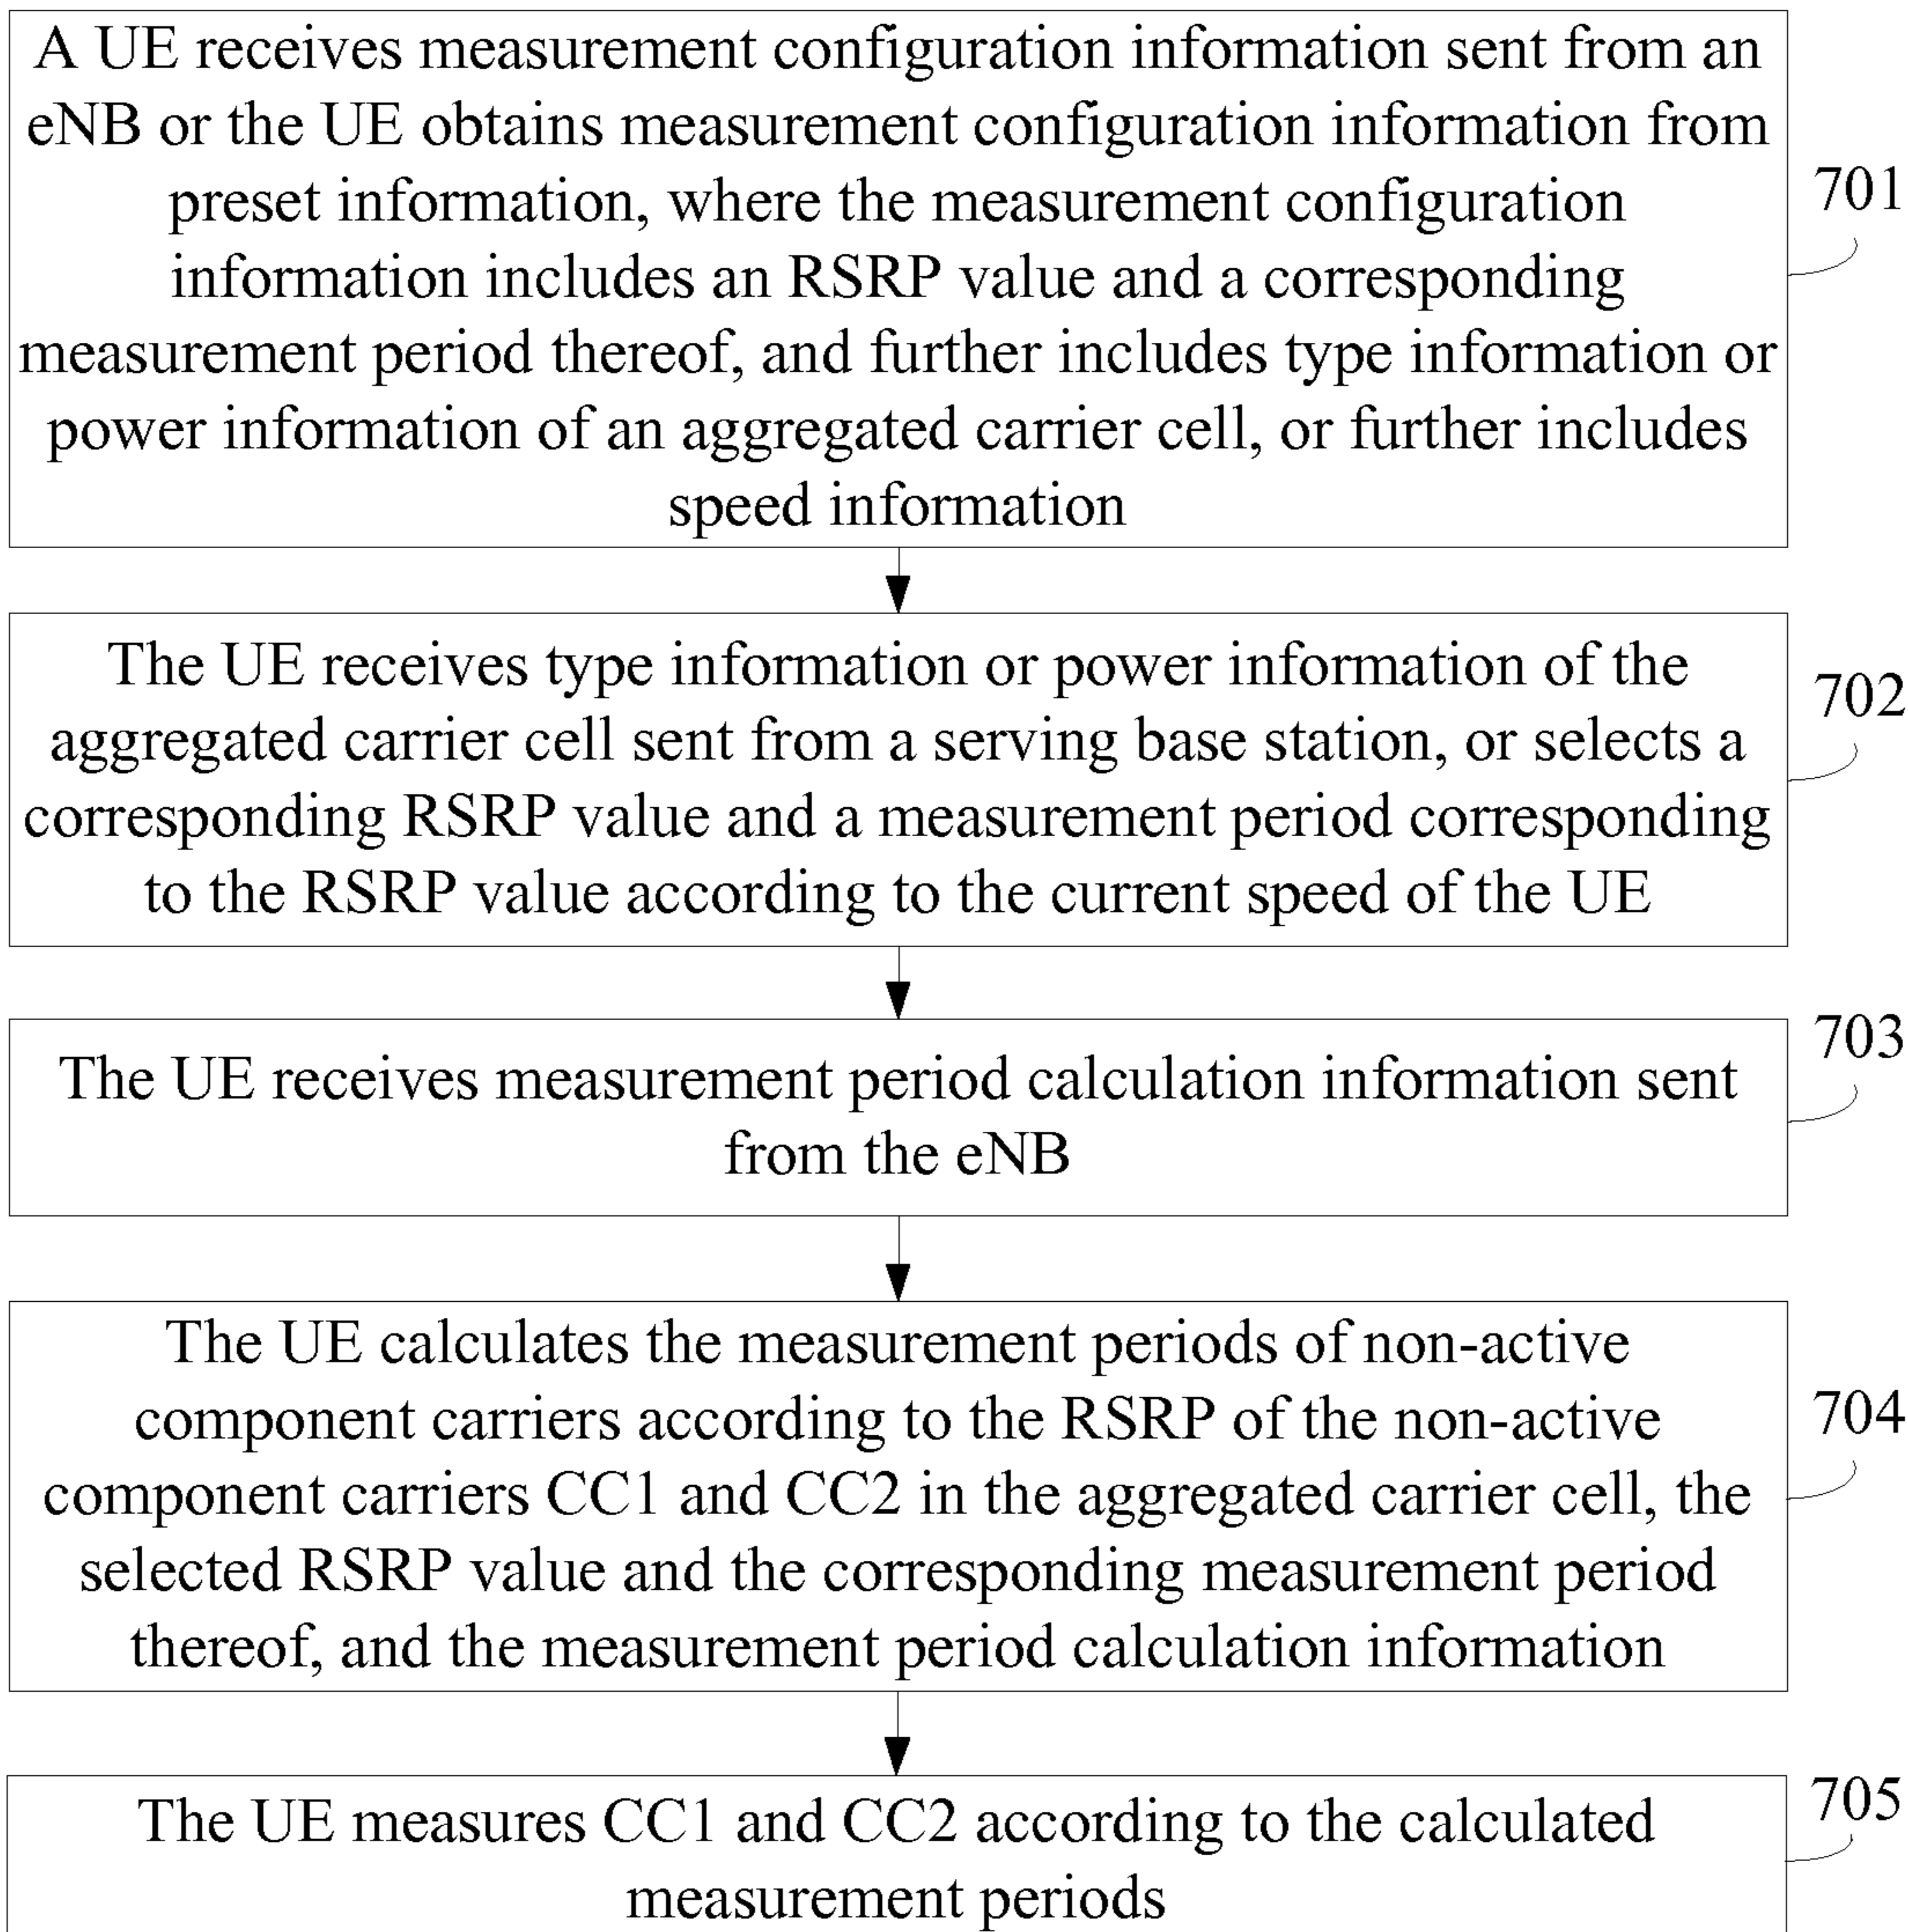 A UE receives measurement configuration information sent from an
eNB or the UE obtains measurement configuration information from
preset information, where the measurement configuration
information includes an RSRP value and a corresponding
measurement period thereof, and further includes type information or
power information of an aggregated carrier cell, or further includes
speed information
701
The UE receives type information or power information of the
aggregated carrier cell sent from a serving base station, or selects a
corresponding RSRP value and a measurement period corresponding
to the RSRP value according to the current speed of the UE
702
The UE receives measurement period calculation information sent
from the eNB
703
The UE calculates the measurement periods of non-active
component carriers according to the RSRP of the non-active
component carriers CC1 and CC2 in the aggregated carrier cell, the
selected RSRP value and the corresponding measurement period
thereof, and the measurement period calculation information
704
The UE measures CC1 and CC2 according to the calculated
measurement periods
705